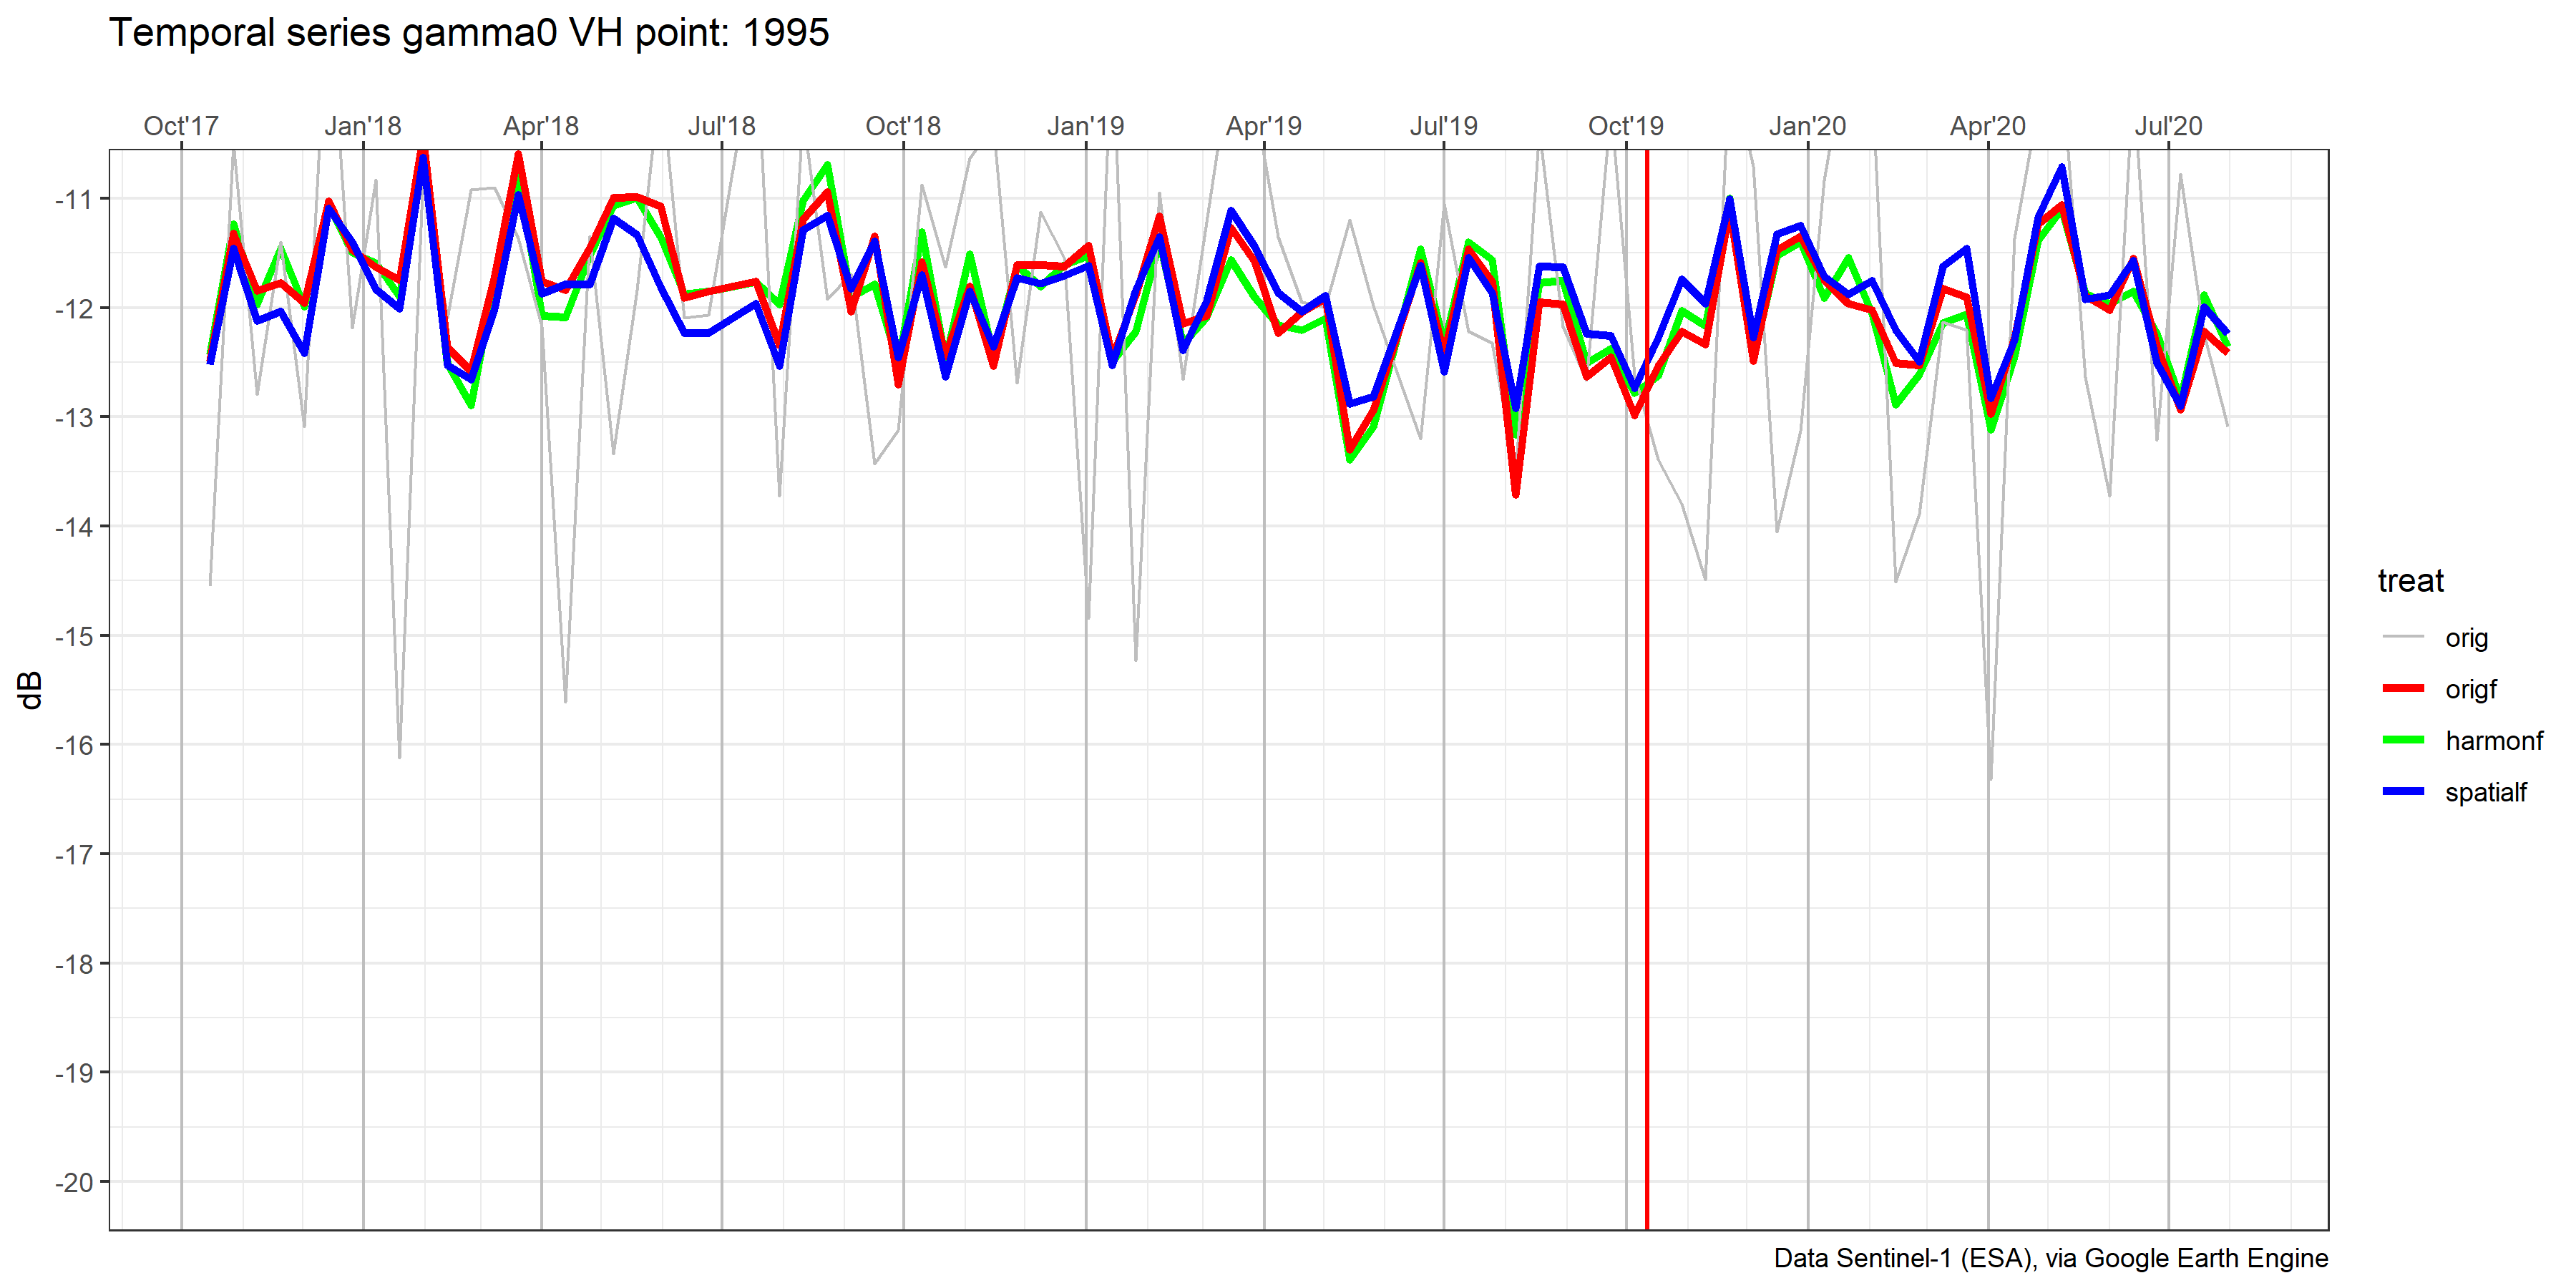 Temporal series gamma0 VH point: 1995
Oct'17 Jan'18 Apr'18 Jul'18 Oct'18 Jan'19 Apr'19 Jul'19 Oct'19 Jan'20 Apr'20 Jul'20
-11
-12
-13
-14
-15
-16
-17
-18
-19
-20
dB
treat
orig
origf
harmonf
spatialf
Data Sentinel-1 (ESA), via Google Earth Engine